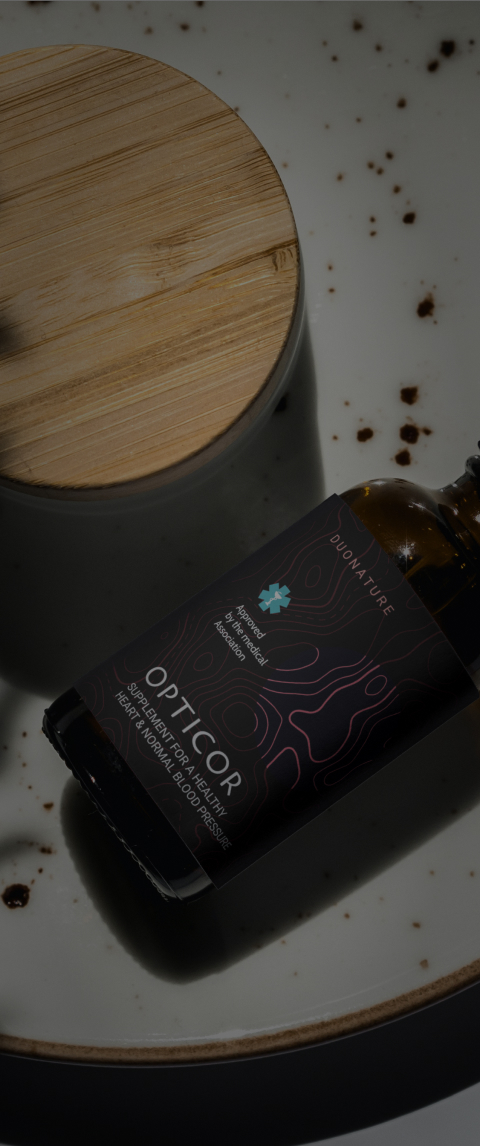 DUONATURE
Approved
by the medical
Association
OPTICOR
SUPPLEMENT FOR A HEALTHY
HEART & NORMAL BLOOD PRESSURE